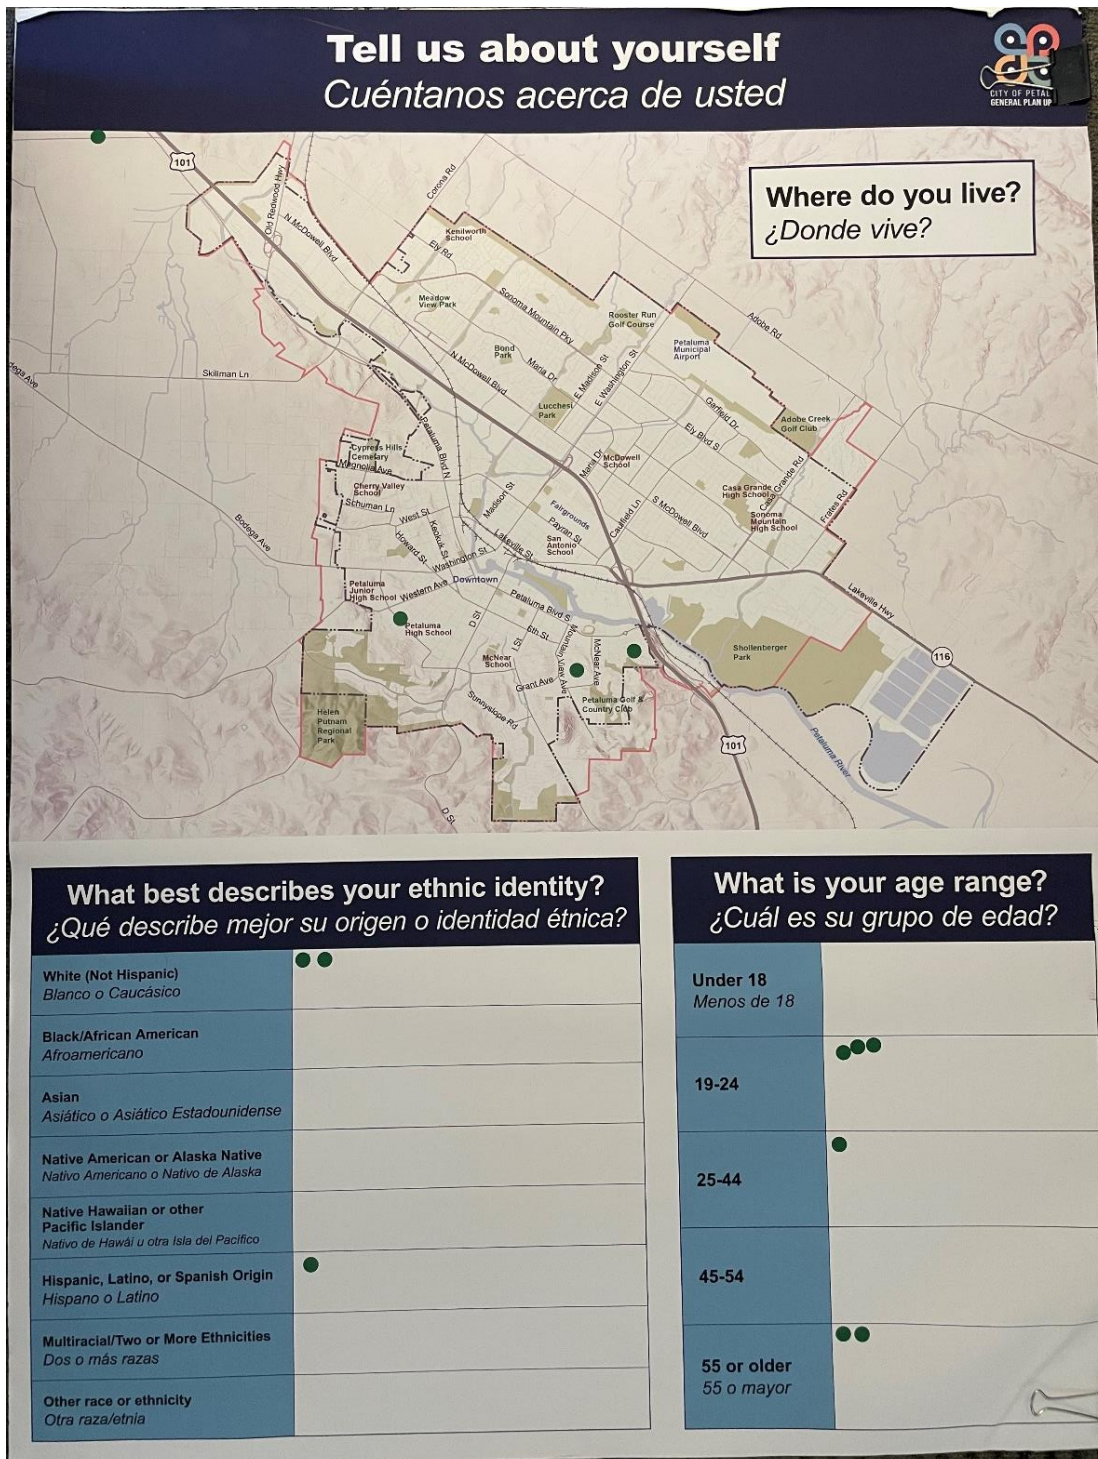 Tell us about yourself
Cuéntanos acerca de usted
CITY OF PETAL
GENERAL PLAN UP
Where do you live?
¿Donde vive?
101
Old Redwood Hwy
N McDowell Blvd
Corona Rd
Ely Rd
Kenilworth
School
Meadow
View Park
Sonoma Mountain Pky
Rooster Run
Golf Course
Adobe Rd
Petaluma
Municipal
Airport
Bond
Park
Maria Dr
N McDowell Blvd
E Madison St
E Washington St
Skillman Ln
Lucchesi
Park
Garfield Dr
Adobe Creek
Golf Club
Ely Blvd S
Petaluma Blvd N
Cypress Hills
Cemetary
Magnolia Ave
Maria Dr
McDowell
School
Cherry Valley
School
Casa Grande
High School
Casa Grande Rd
Sonoma
Mountain
High School
Frates Rd
Schuman Ln
West St
Madison St
Fairgrounds
Payran St
Caulfield Ln
S McDowell Blvd
Bodega Ave
Howard St
Keokuk St
Washington St
Lakeville St
San
Antonio
School
Petaluma
Junior
High School
Western Ave
Downtown
Petaluma Blvd S
Lakeville Hwy
Petaluma
High School
D St
I St
6th St
Mountain View Ave
McNear Ave
McNear
School
Grant Ave
Shollenberger
Park
116
Sunnyslope Rd
Petaluma Golf &
Country Club
Helen
Putnam
Regional
Park
101
Petaluma River
D St
What best describes your ethnic identity?
¿Qué describe mejor su origen o identidad étnica?
White (Not Hispanic)
Blanco o Caucásico
Black/African American
Afroamericano
Asian
Asiático o Asiático Estadounidense
Native American or Alaska Native
Nativo Americano o Nativo de Alaska
Native Hawaiian or other
Pacific Islander
Nativo de Hawái u otra Isla del Pacifico
Hispanic, Latino, or Spanish Origin
Hispano o Latino
Multiracial/Two or More Ethnicities
Dos o más razas
Other race or ethnicity
Otra raza/etnia
What is your age range?
¿Cuál es su grupo de edad?
Under 18
Menos de 18
19-24
25-44
45-54
55 or older
55 o mayor